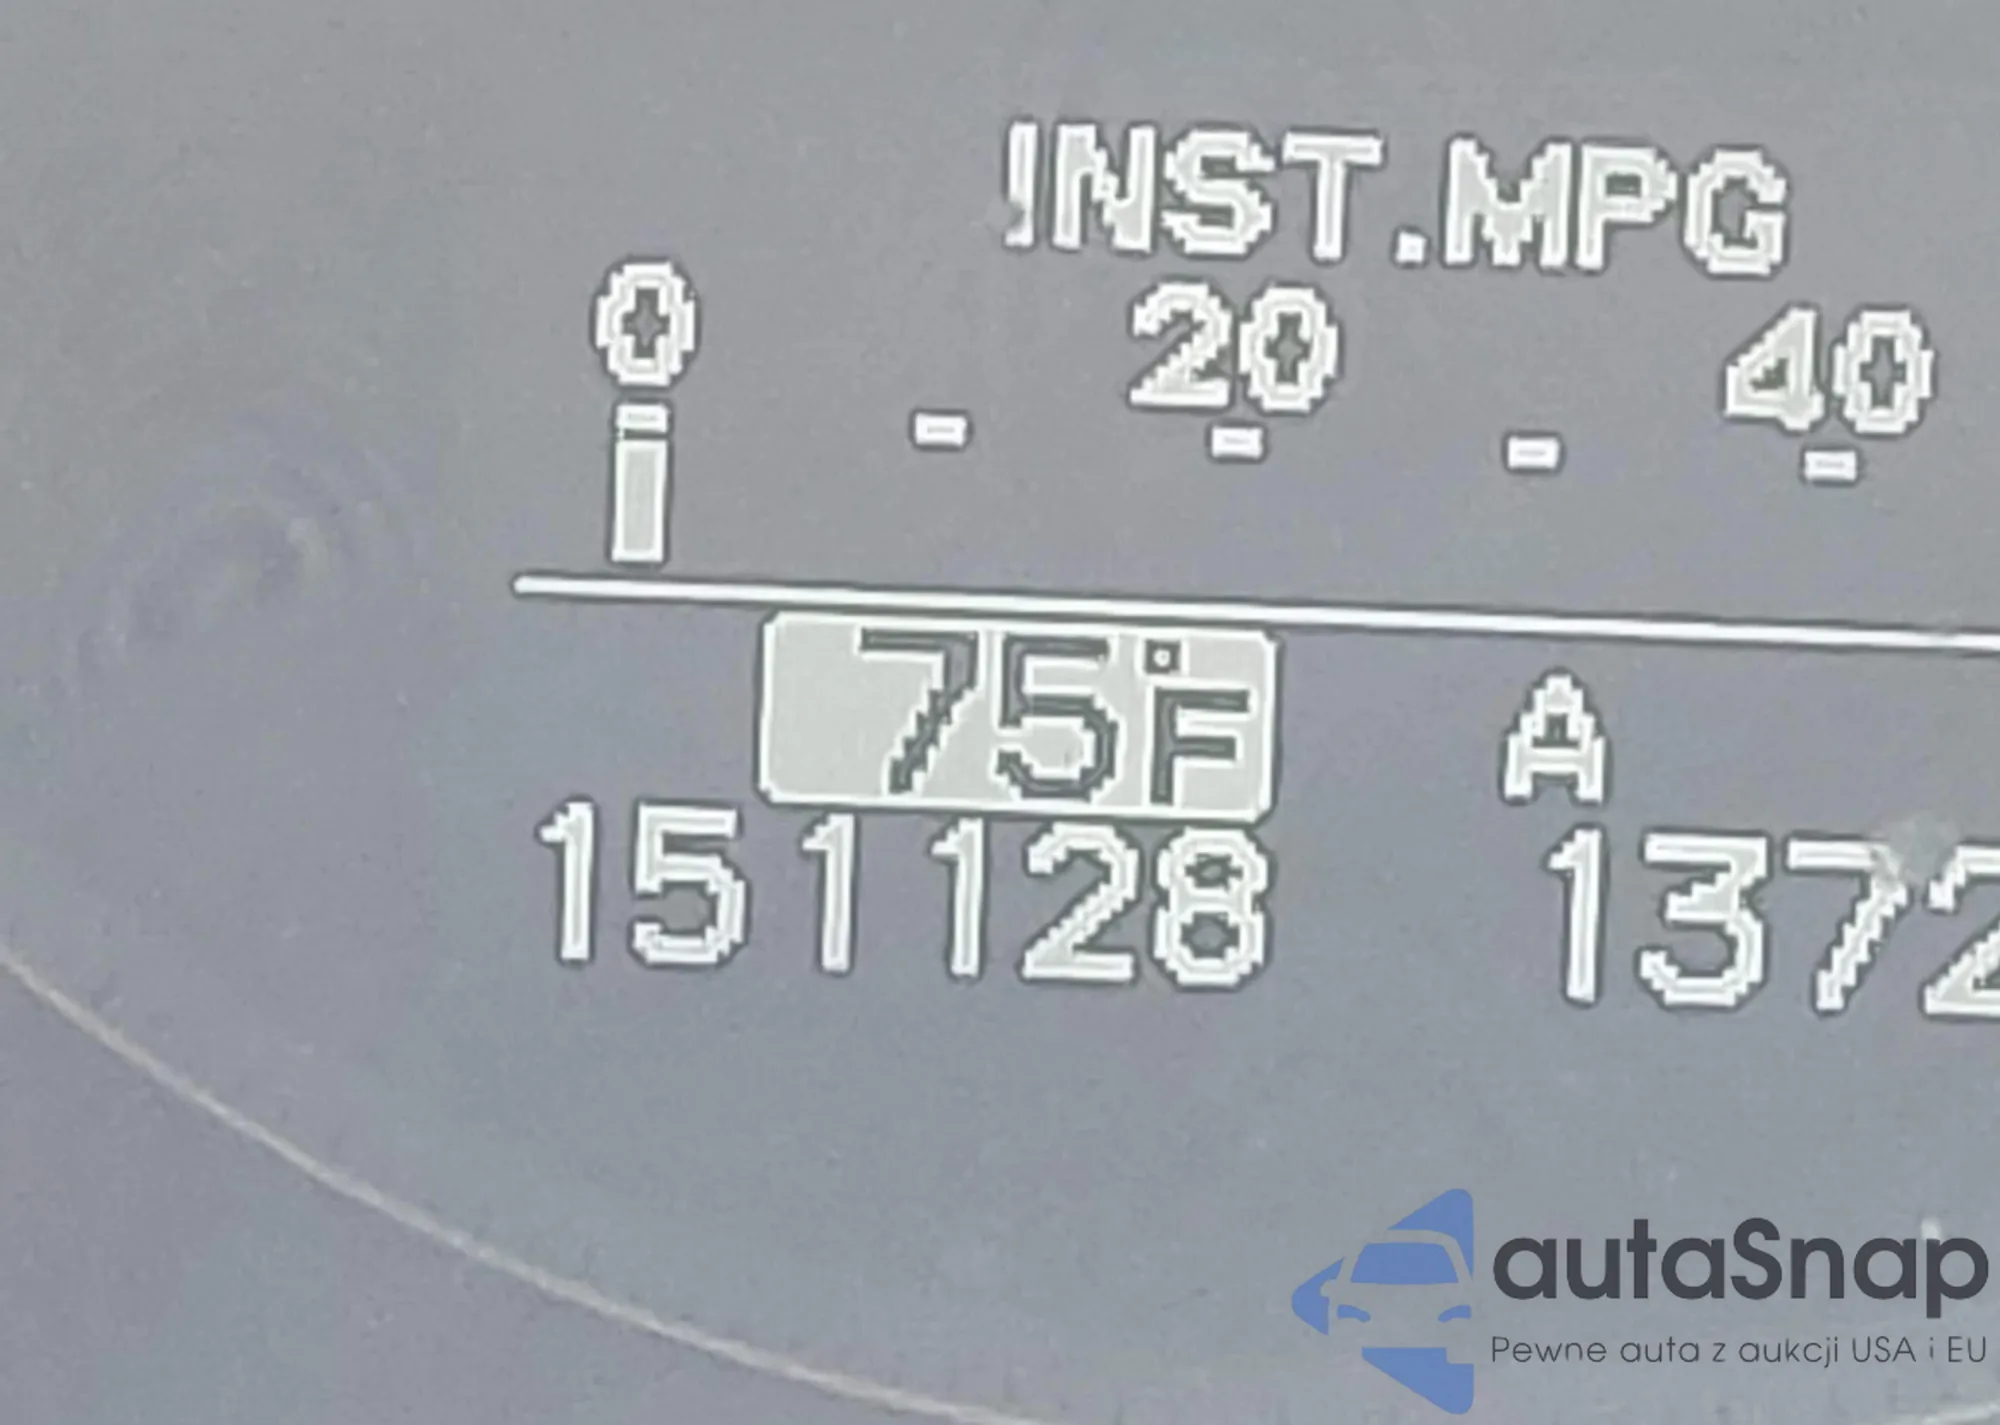 INST.MPG
0 20 40
75°F A
151128 1372
autaSnap
Pewne auta z aukcji USA i EU